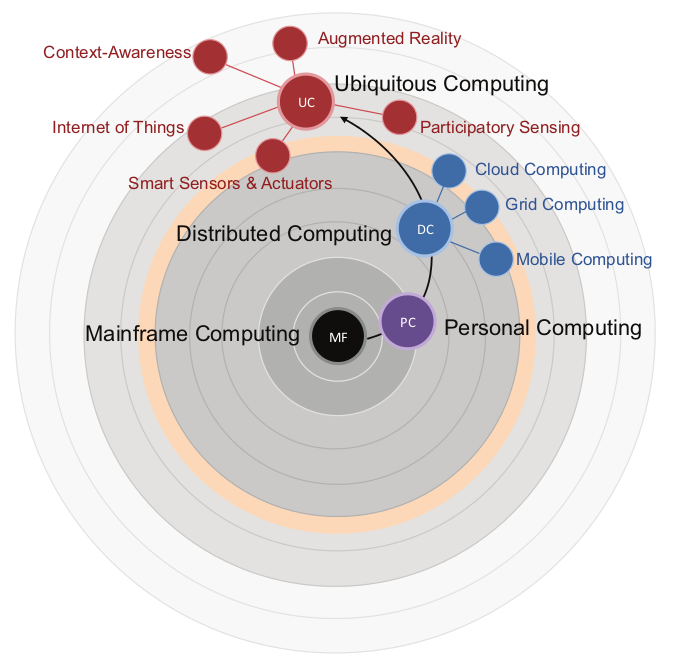 Augmented Reality
Context-Awareness
Ubiquitous Computing
UC
Internet of Things
Participatory Sensing
Smart Sensors & Actuators
Cloud Computing
Grid Computing
Distributed Computing
DC
Mobile Computing
Mainframe Computing
MF
PC
Personal Computing